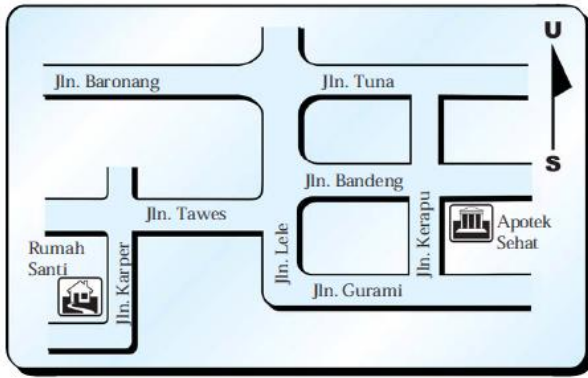 U
Jln. Baronang
Jln. Tuna
S
Jln. Bandeng
Jln. Tawes
Jln. Kerapu
Apotek
Sehat
Rumah
Santi
Jln. Karper
Jln. Lele
Jln. Gurami